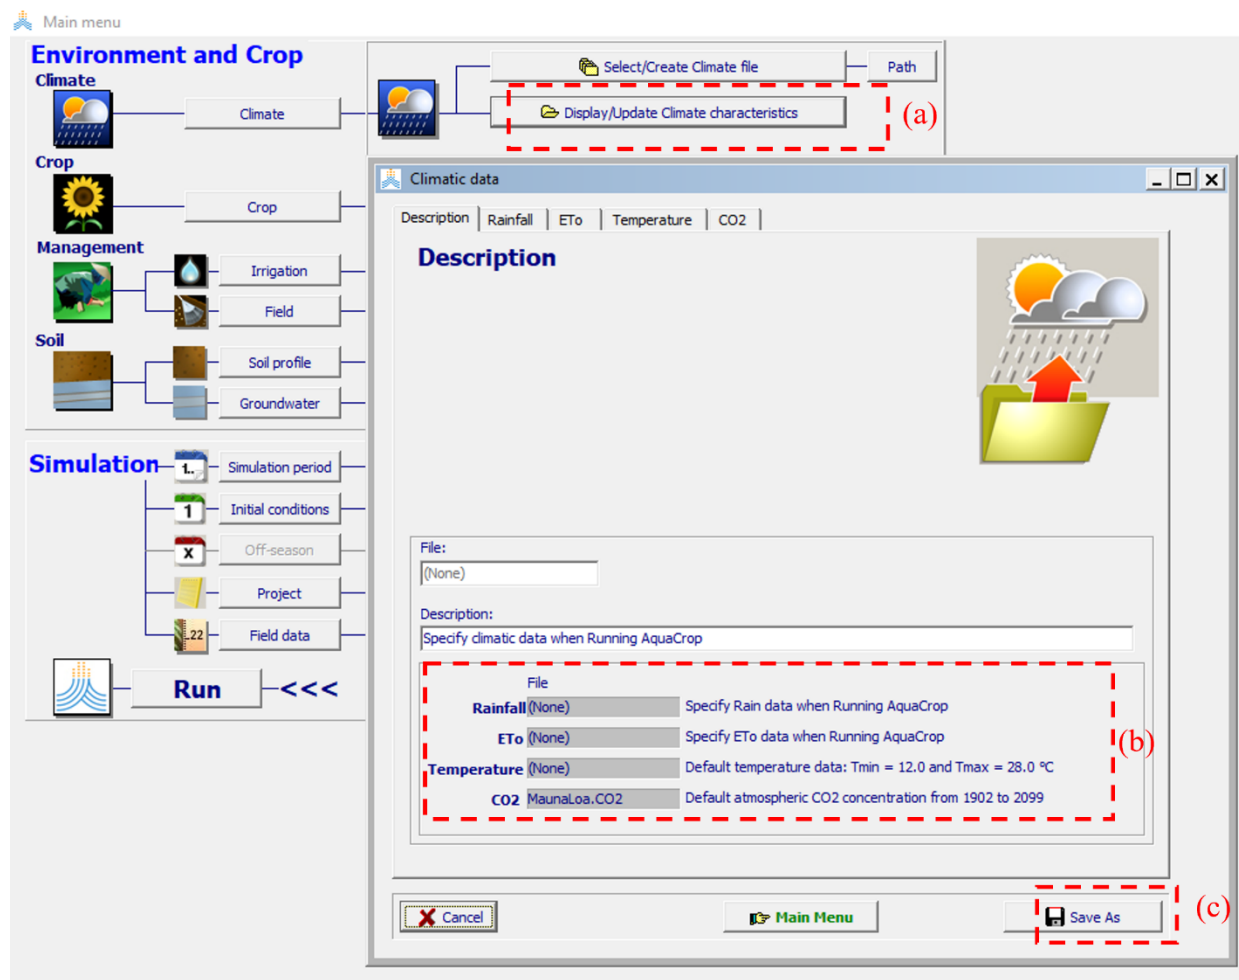 Main menu
Environment and Crop
Climate
Climate
Select/Create Climate file
Path
Display/Update Climate characteristics
(a)
Crop
Crop
Management
Irrigation
Field
Soil
Soil profile
Groundwater
Simulation
1..
Simulation period
1
Initial conditions
X
Off-season
Project
..22
Field data
Run
<<<
Climatic data
Description
Rainfall
ETo
Temperature
CO2
Description
File:
(None)
Description:
Specify climatic data when Running AquaCrop
File
Rainfall (None) Specify Rain data when Running AquaCrop
ETo (None) Specify ETo data when Running AquaCrop
(b)
Temperature (None) Default temperature data: Tmin = 12.0 and Tmax = 28.0 ºC
CO2 MaunaLoa.CO2 Default atmospheric CO2 concentration from 1902 to 2099
Cancel
Main Menu
Save As
(c)